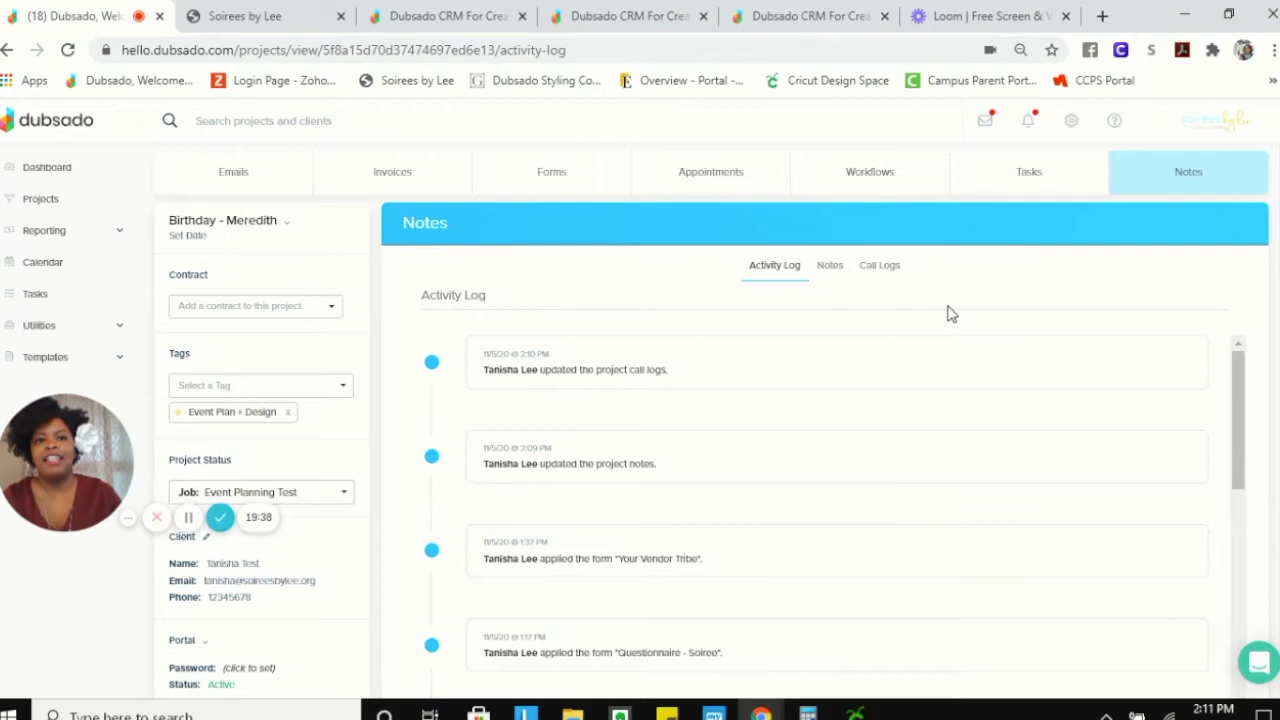 (18) Dubsado, Welc
Soirees by Lee
Dubsado CRM For Crea
Dubsado CRM For Crea
Dubsado CRM For Crea
Loom | Free Screen & V
hello.dubsado.com/projects/view/5f8a15d70d37474697ed6e13/activity-log
Apps
Dubsado, Welcome...
Login Page - Zoho...
Soirees by Lee
Dubsado Styling Co...
Overview - Portal -...
Cricut Design Space
Campus Parent Port...
CCPS Portal
dubsado
Search projects and clients
soirees by lee
Dashboard
Projects
Reporting
Calendar
Tasks
Utilities
Templates
Emails
Invoices
Forms
Appointments
Workflows
Tasks
Notes
Birthday - Meredith
Set Date
Contract
Add a contract to this project
Tags
Select a Tag
Event Plan + Design x
Project Status
Job: Event Planning Test
19:38
Client
Name: Tanisha Test
Email: tanisha@soireesbylee.org
Phone: 12345678
Portal
Password: (click to set)
Status: Active
Notes
Activity Log
Notes
Call Logs
Activity Log
11/5/20 @ 2:10 PM
Tanisha Lee updated the project call logs.
11/5/20 @ 2:09 PM
Tanisha Lee updated the project notes.
11/5/20 @ 1:37 PM
Tanisha Lee applied the form "Your Vendor Tribe".
11/5/20 @ 1:17 PM
Tanisha Lee applied the form "Questionnaire - Soiree".
Type here to search
2:11 PM